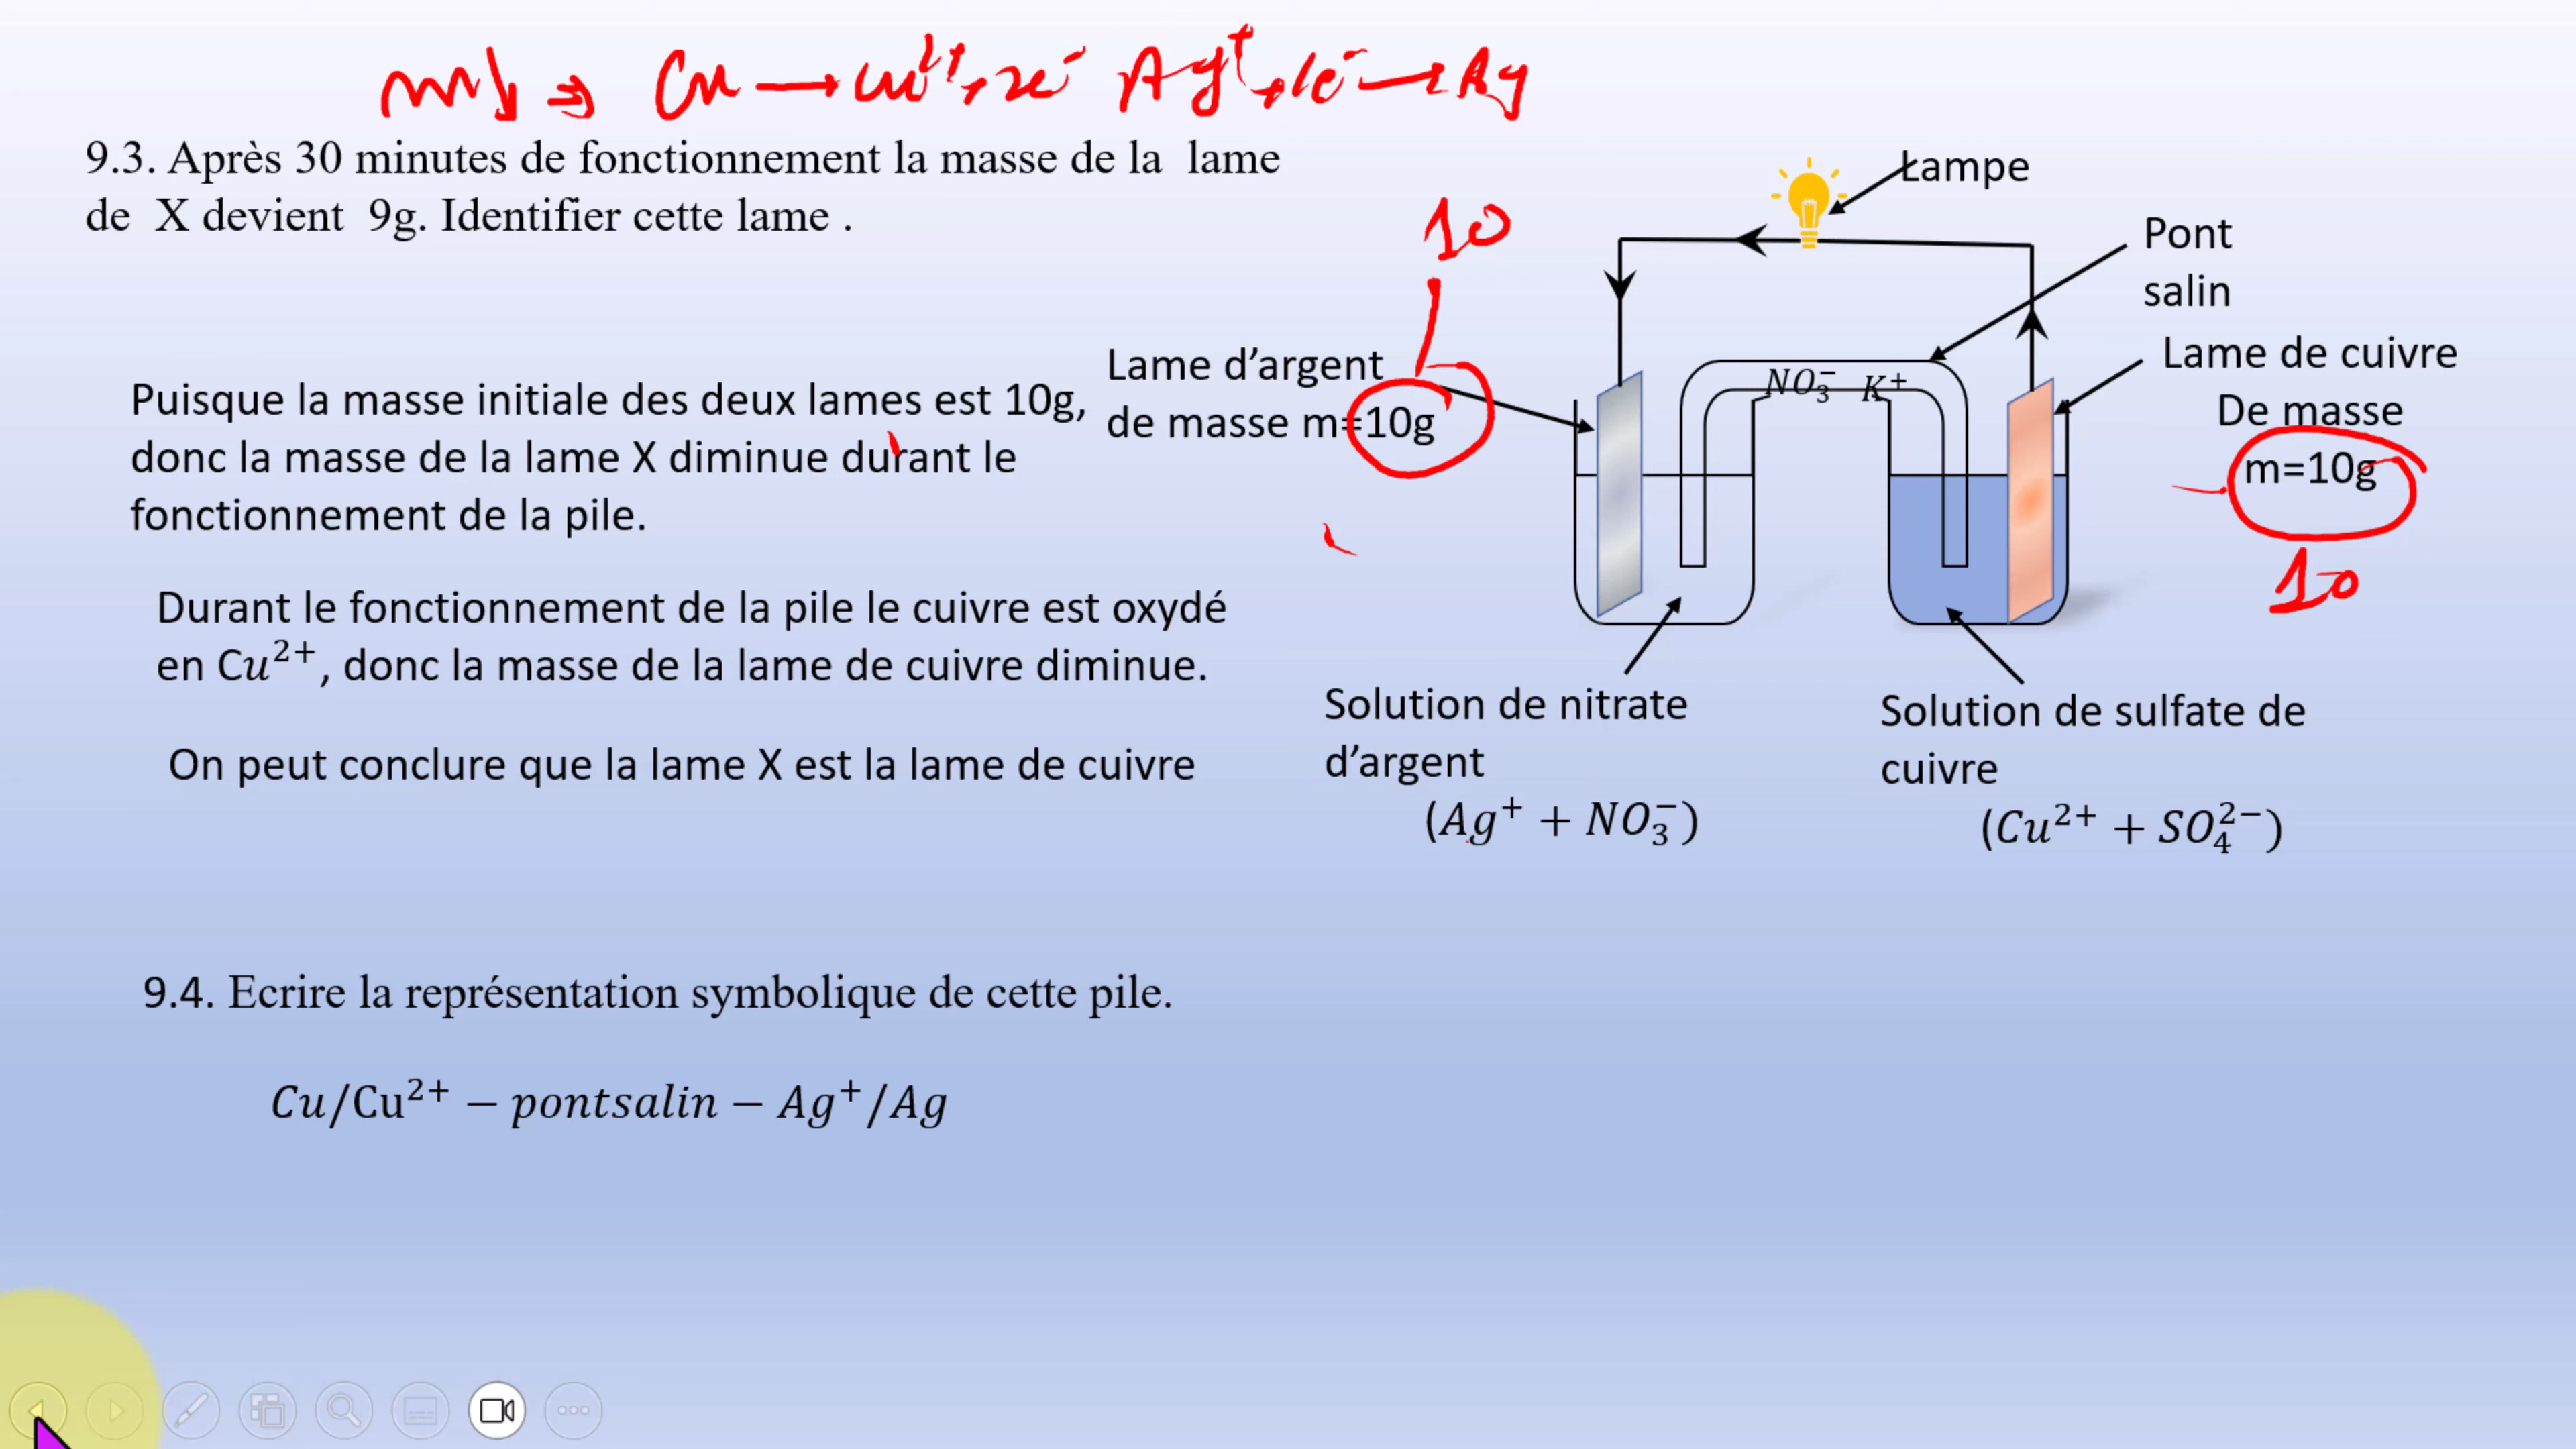 m↓ ⇒ Cu → Cu²⁺ + 2e⁻ Ag⁺ + 1e⁻ → Ag
9.3. Après 30 minutes de fonctionnement la masse de la lame
de X devient 9g. Identifier cette lame .
Puisque la masse initiale des deux lames est 10g,
donc la masse de la lame X diminue durant le
fonctionnement de la pile.
Durant le fonctionnement de la pile le cuivre est oxydé
en Cu²⁺, donc la masse de la lame de cuivre diminue.
On peut conclure que la lame X est la lame de cuivre
9.4. Ecrire la représentation symbolique de cette pile.
Cu/Cu²⁺ − pontsalin − Ag⁺/Ag
10
Lampe
Pont
salin
Lame d’argent
de masse m=10g
NO₃⁻ K⁺
Lame de cuivre
De masse
m=10g
10
Solution de nitrate
d’argent
(Ag⁺ + NO₃⁻)
Solution de sulfate de
cuivre
(Cu²⁺ + SO₄²⁻)